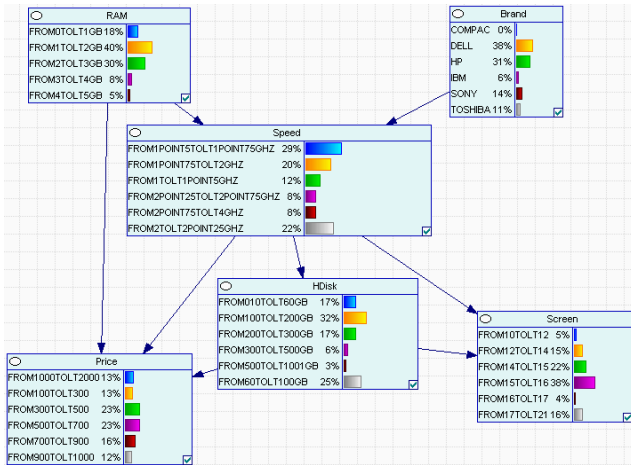 RAM
FROM0TOLT1GB 18%
FROM1TOLT2GB 40%
FROM2TOLT3GB 30%
FROM3TOLT4GB 8%
FROM4TOLT5GB 5%
Brand
COMPAC 0%
DELL 38%
HP 31%
IBM 6%
SONY 14%
TOSHIBA 11%
Speed
FROM1POINT5TOLT1POINT75GHZ 29%
FROM1POINT75TOLT2GHZ 20%
FROM1TOLT1POINT5GHZ 12%
FROM2POINT25TOLT2POINT75GHZ 8%
FROM2POINT75TOLT4GHZ 8%
FROM2TOLT2POINT25GHZ 22%
HDisk
FROM010TOLT60GB 17%
FROM100TOLT200GB 32%
FROM200TOLT300GB 17%
FROM300TOLT500GB 6%
FROM500TOLT1001GB 3%
FROM60TOLT100GB 25%
Screen
FROM10TOLT12 5%
FROM12TOLT14 15%
FROM14TOLT15 22%
FROM15TOLT16 38%
FROM16TOLT17 4%
FROM17TOLT21 16%
Price
FROM1000TOLT2000 13%
FROM100TOLT300 13%
FROM300TOLT500 23%
FROM500TOLT700 23%
FROM700TOLT900 16%
FROM900TOLT1000 12%